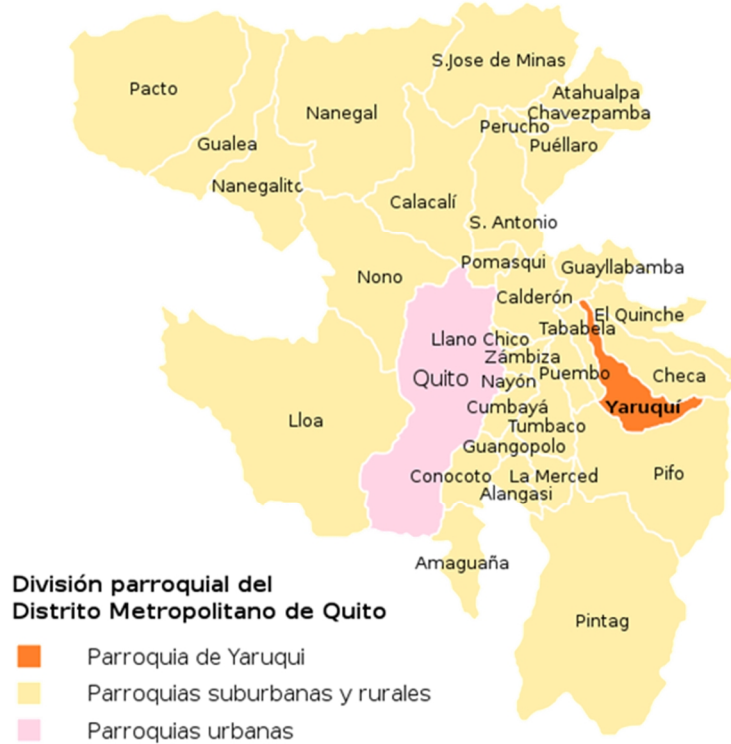 S.Jose de Minas
Pacto
Atahualpa
Nanegal
Chavezpamba
Perucho
Gualea
Puéllaro
Nanegalito
Calacalí
S. Antonio
Pomasqui
Guayllabamba
Nono
Calderón
El Quinche
Tababela
Llano Chico
Zámbiza
Puembo
Checa
Quito
Nayón
Cumbayá
Yaruquí
Lloa
Tumbaco
Guangopolo
Conocoto
La Merced
Pifo
Alangasi
Amaguaña
Pintag
División parroquial del
Distrito Metropolitano de Quito
Parroquia de Yaruqui
Parroquias suburbanas y rurales
Parroquias urbanas